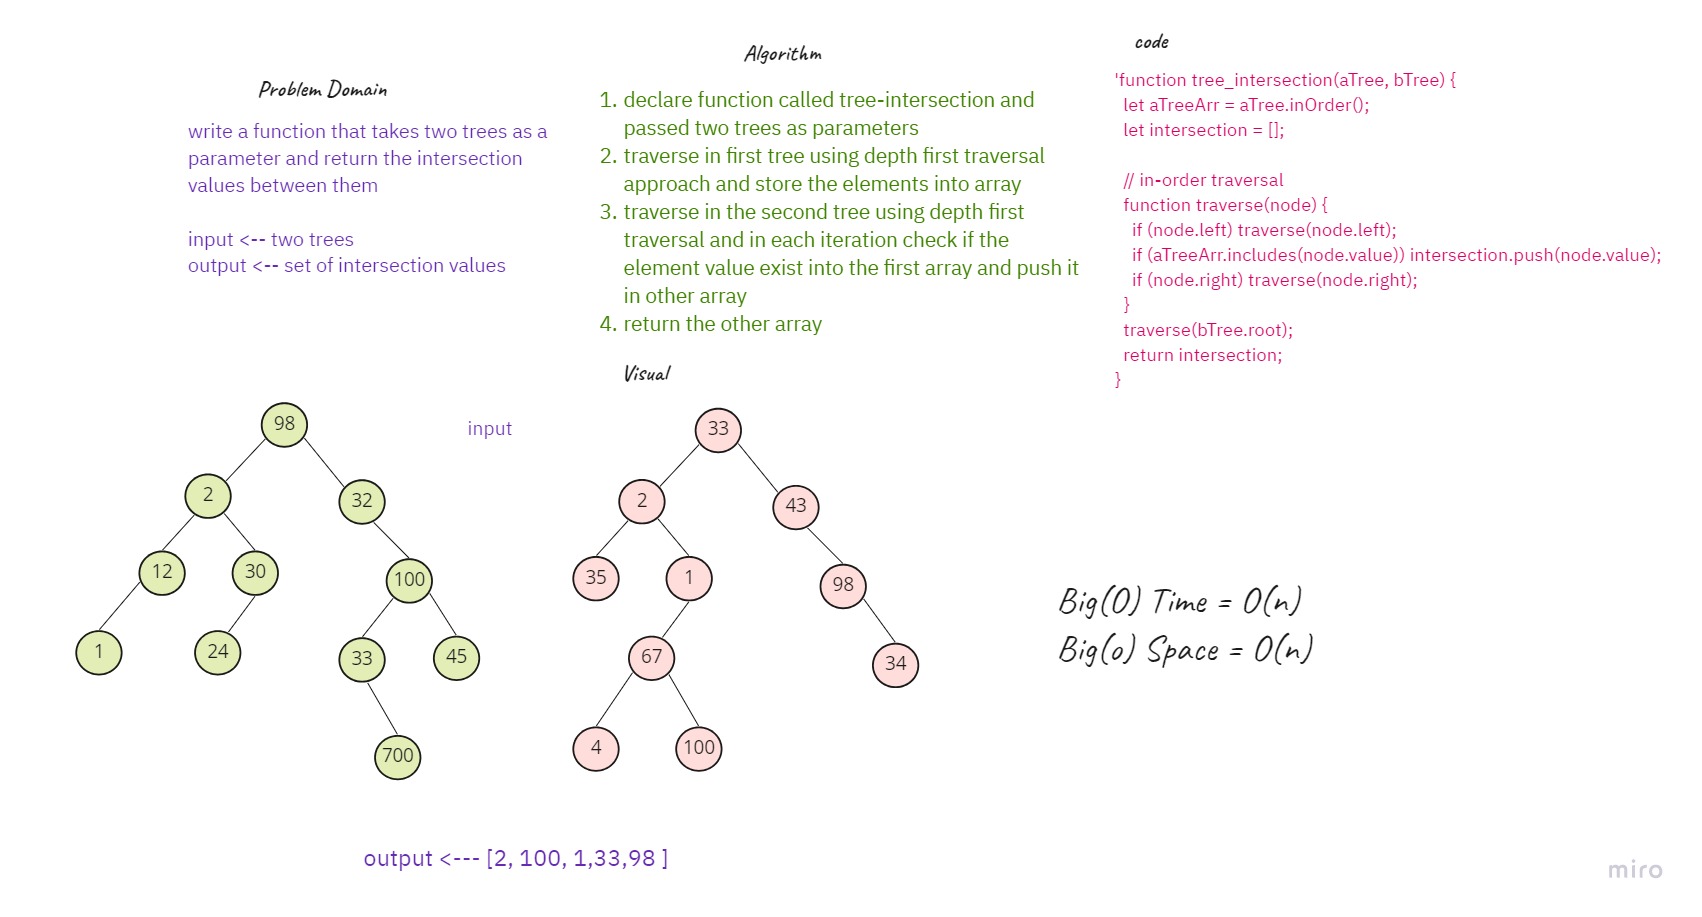 Problem Domain
write a function that takes two trees as a
parameter and return the intersection
values between them
input <-- two trees
output <-- set of intersection values
Algorithm
1. declare function called tree-intersection and
passed two trees as parameters
2. traverse in first tree using depth first traversal
approach and store the elements into array
3. traverse in the second tree using depth first
traversal and in each iteration check if the
element value exist into the first array and push it
in other array
4. return the other array
code
'function tree_intersection(aTree, bTree) {
let aTreeArr = aTree.inOrder();
let intersection = [];
// in-order traversal
function traverse(node) {
if (node.left) traverse(node.left);
if (aTreeArr.includes(node.value)) intersection.push(node.value);
if (node.right) traverse(node.right);
}
traverse(bTree.root);
return intersection;
}
Visual
input
98
2
32
12
30
100
1
24
33
45
700
33
2
43
35
1
98
67
34
4
100
Big(O) Time = O(n)
Big(o) Space = O(n)
output <--- [2, 100, 1,33,98 ]
miro